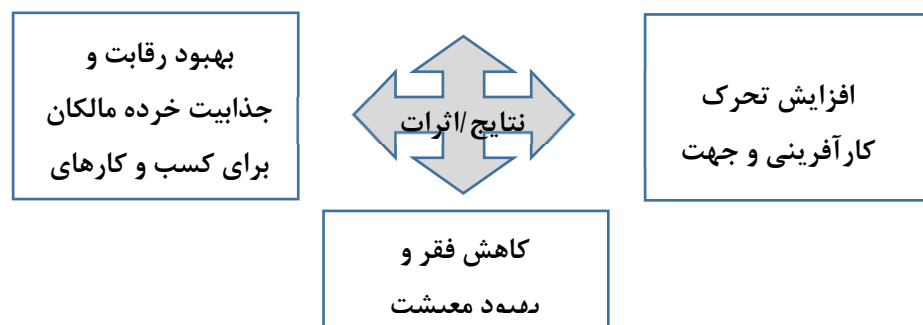 افزایش تحرک
کارآفرینی و جهت
نتایج/اثرات
بهبود رقابت و
جذابیت خرده مالکان
برای کسب و کارهای
کاهش فقر و
بهبود معیشت